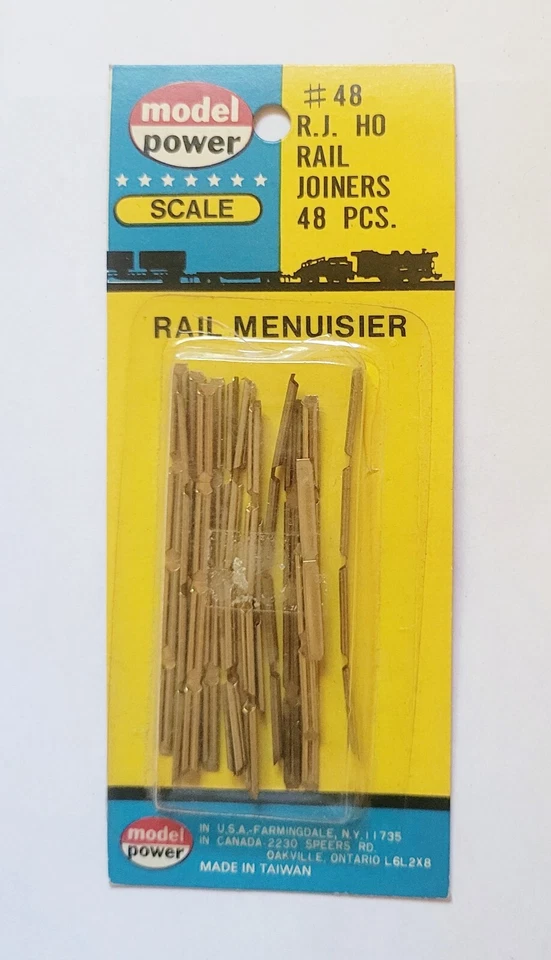 model
power
SCALE
# 48
R.J. HO
RAIL
JOINERS
48 PCS.
RAIL MENUISIER
model
power
IN U.S.A.-FARMINGDALE, N.Y. 11735
IN CANADA-2230 SPEERS RD.
OAKVILLE, ONTARIO L6L2X8
MADE IN TAIWAN